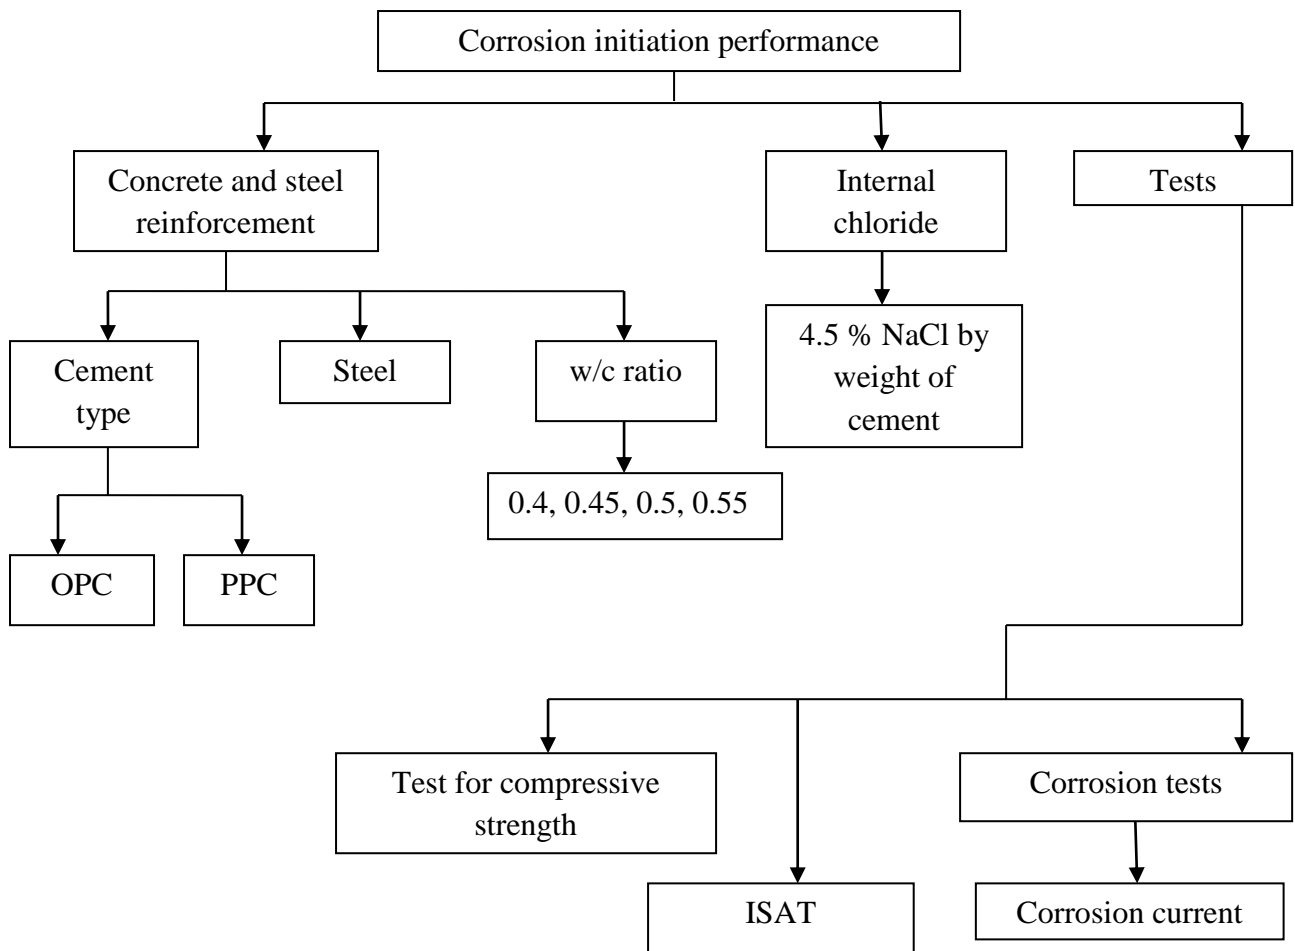 Corrosion initiation performance
Concrete and steel
reinforcement
Internal
chloride
Tests
Cement
type
Steel
w/c ratio
4.5 % NaCl by
weight of
cement
0.4, 0.45, 0.5, 0.55
OPC
PPC
Test for compressive
strength
Corrosion tests
ISAT
Corrosion current